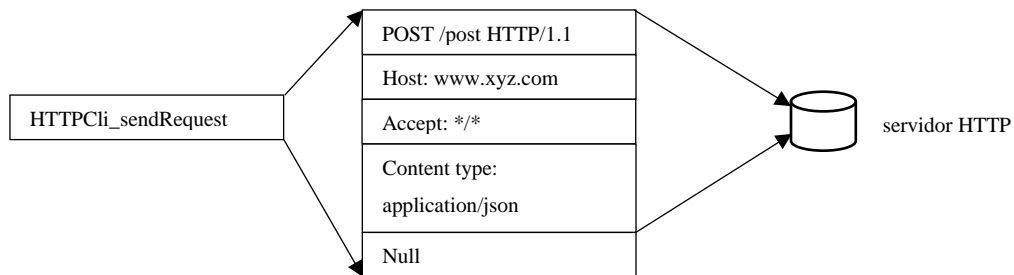 POST /post HTTP/1.1
Host: www.xyz.com
HTTPCli_sendRequest
Accept: */*
servidor HTTP
Content type:
application/json
Null